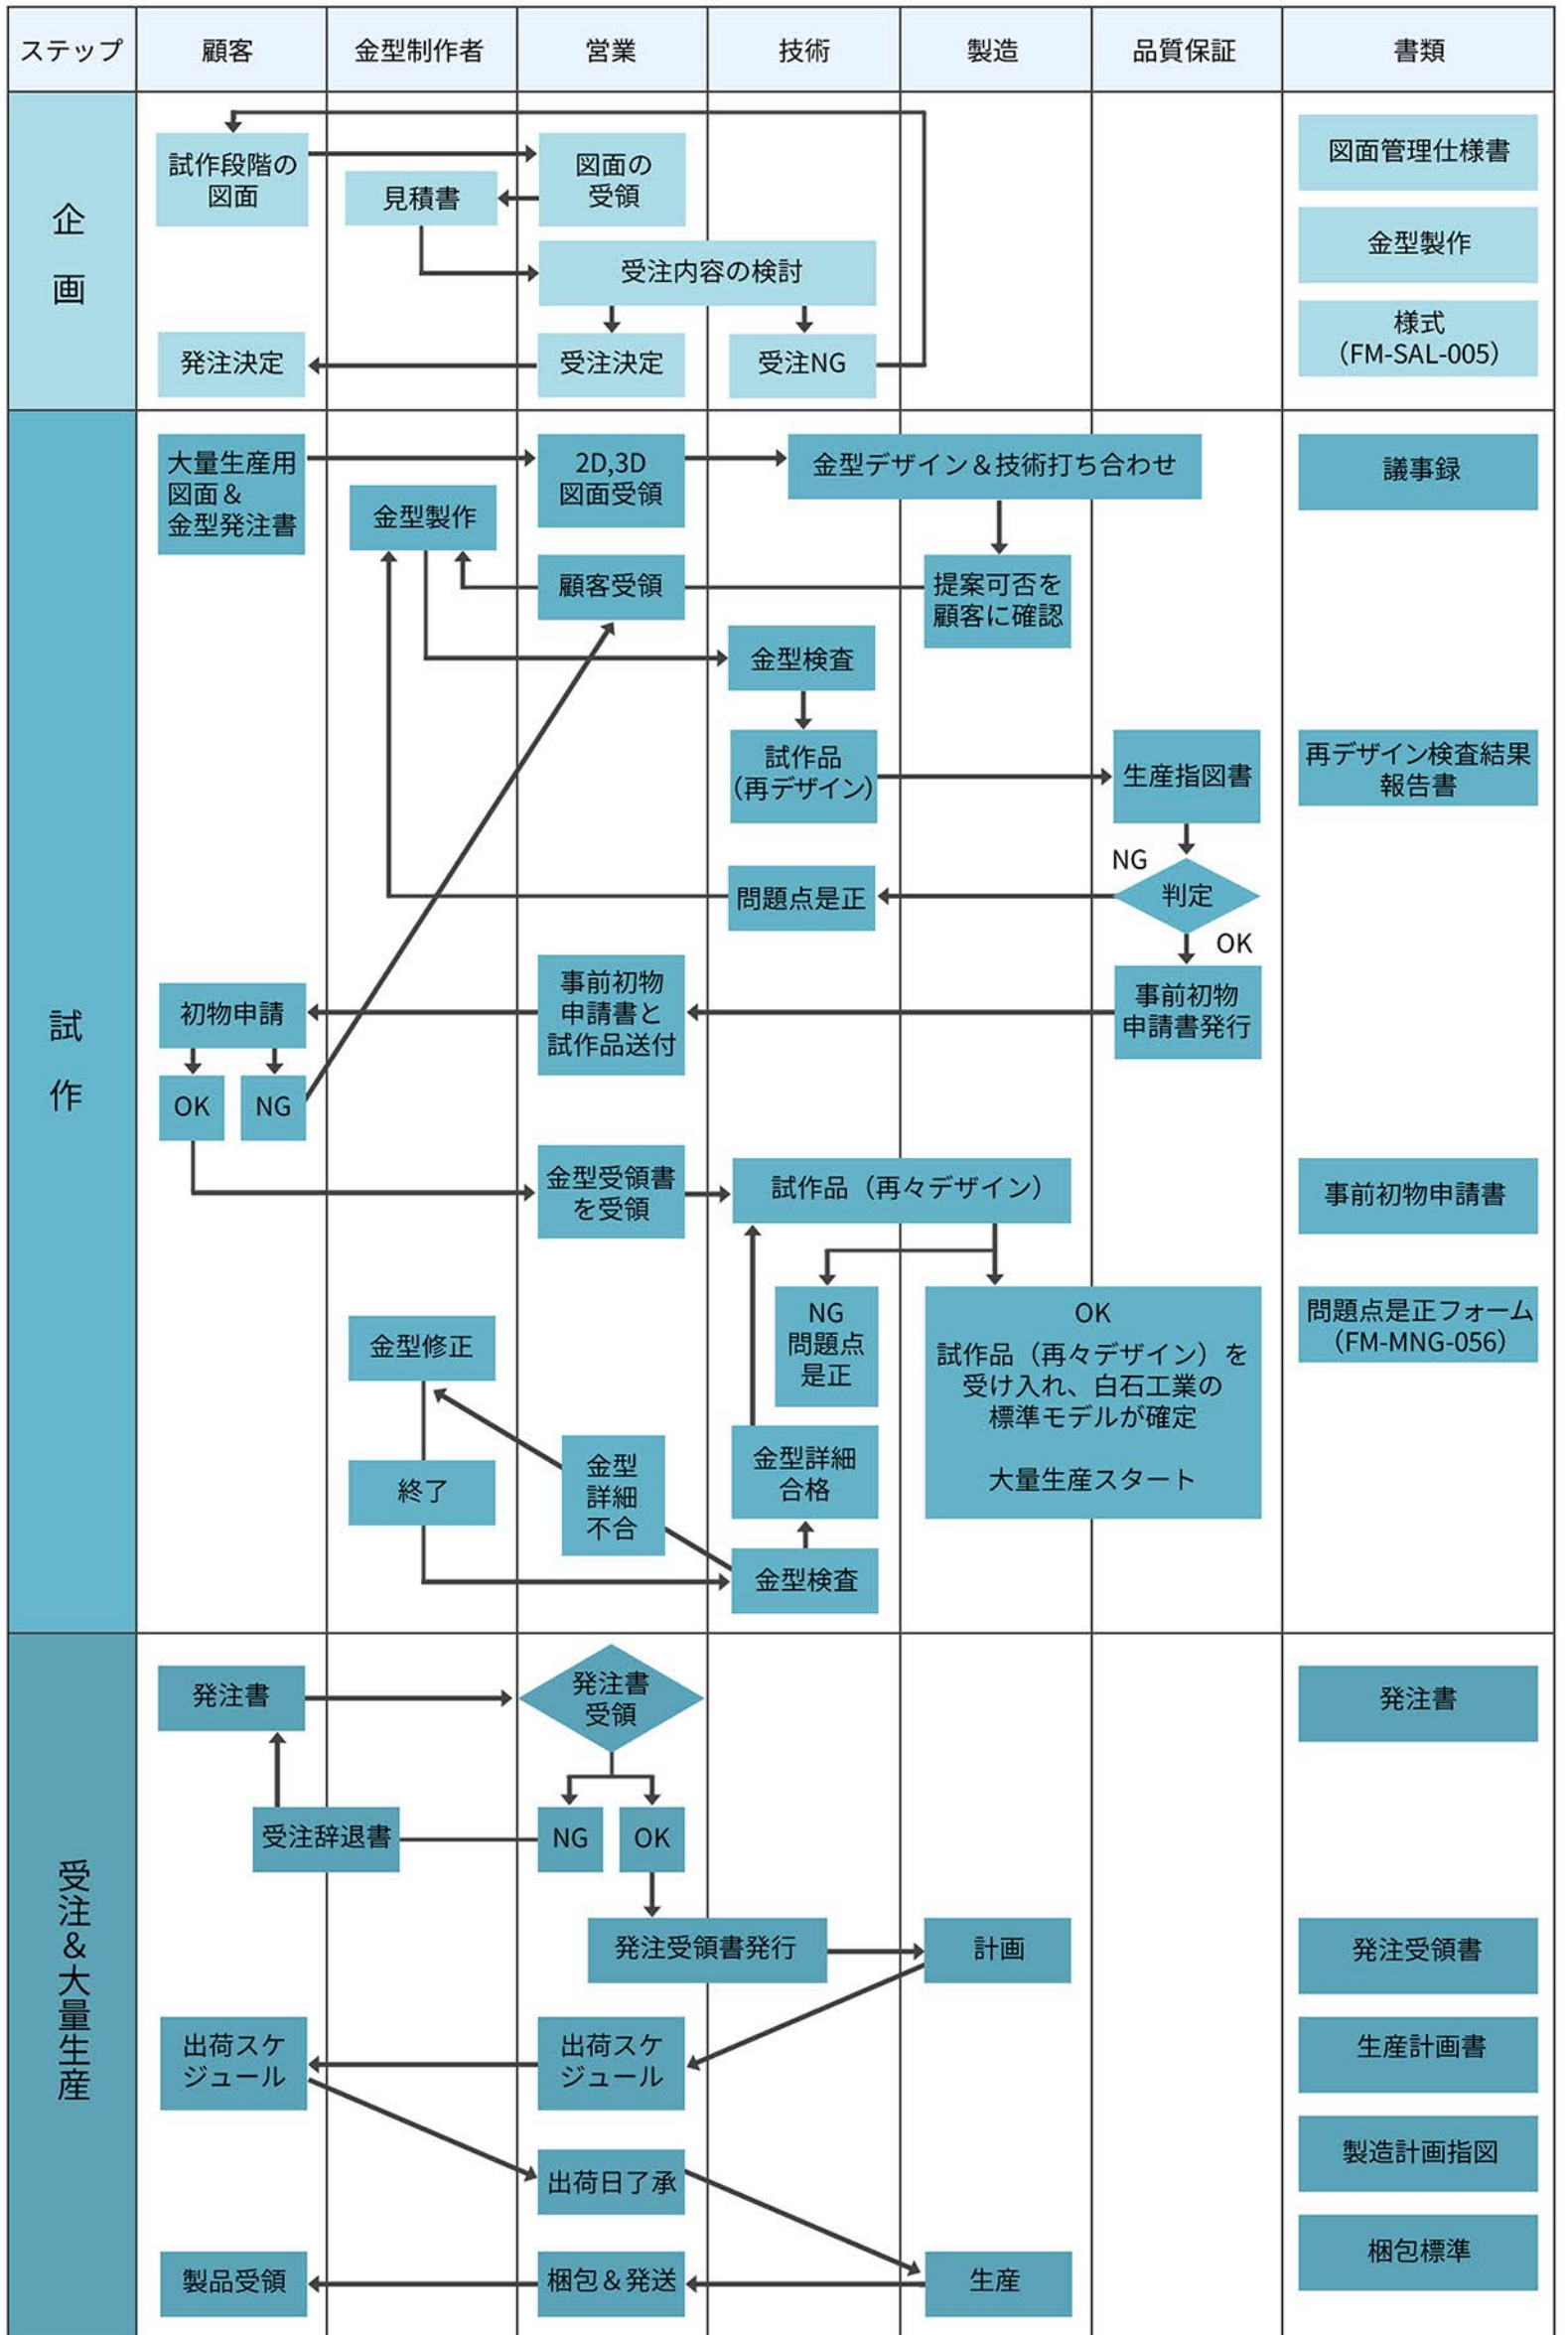 ステップ
顧客
金型制作者
営業
技術
製造
品質保証
書類
企画
試作段階の
図面
図面の
受領
見積書
受注内容の検討
発注決定
受注決定
受注NG
図面管理仕様書
金型製作
様式
（FM-SAL-005）
試作
大量生産用
図面＆
金型発注書
2D,3D
図面受領
金型デザイン＆技術打ち合わせ
議事録
金型製作
顧客受領
提案可否を
顧客に確認
金型検査
試作品
（再デザイン）
生産指図書
再デザイン検査結果
報告書
NG
判定
問題点是正
OK
初物申請
事前初物
申請書と
試作品送付
事前初物
申請書発行
OK
NG
金型受領書
を受領
試作品（再々デザイン）
事前初物申請書
NG
問題点
是正
OK
試作品（再々デザイン）を
受け入れ、白石工業の
標準モデルが確定
大量生産スタート
問題点是正フォーム
（FM-MNG-056）
金型修正
終了
金型
詳細
不合
金型詳細
合格
金型検査
受注＆大量生産
発注書
発注書
受領
発注書
受注辞退書
NG
OK
発注受領書発行
計画
発注受領書
出荷スケ
ジュール
出荷スケ
ジュール
生産計画書
出荷日了承
製造計画指図
製品受領
梱包＆発送
生産
梱包標準